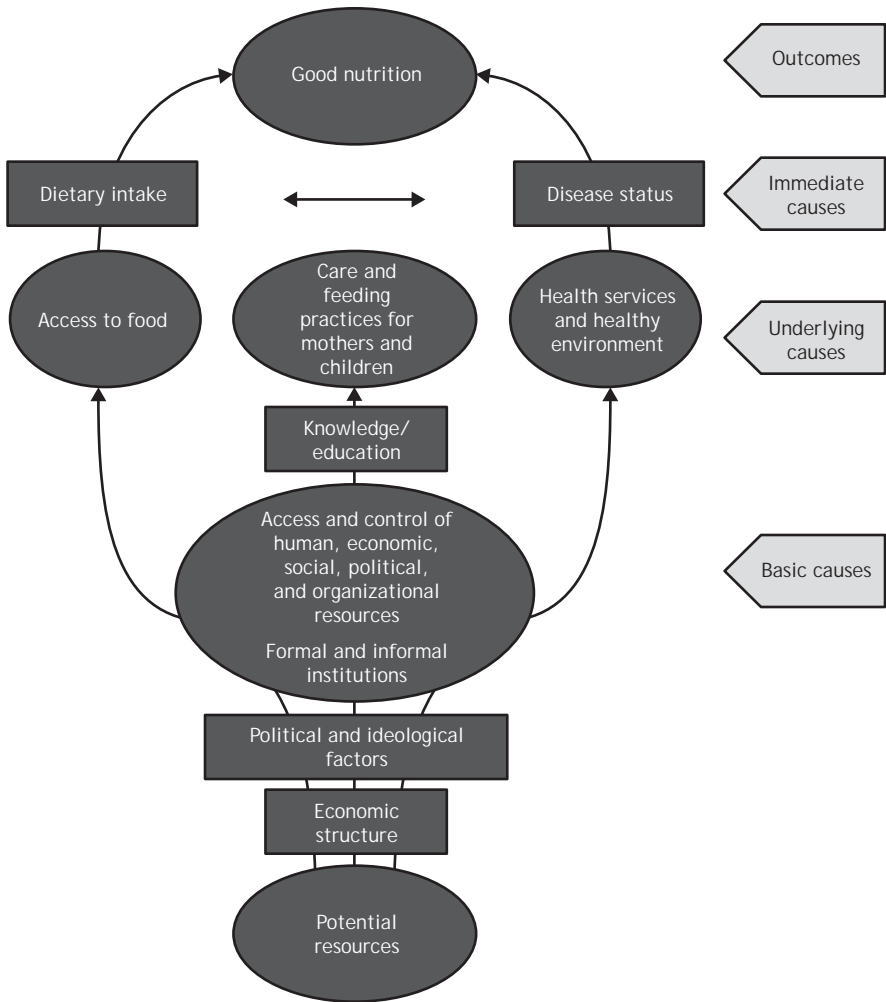 Good nutrition
Outcomes
Dietary intake
Disease status
Immediate
causes
Access to food
Care and
feeding
practices for
mothers and
children
Health services
and healthy
environment
Underlying
causes
Knowledge/
education
Access and control of
human, economic,
social, political,
and organizational
resources
Formal and informal
institutions
Basic causes
Political and ideological
factors
Economic
structure
Potential
resources